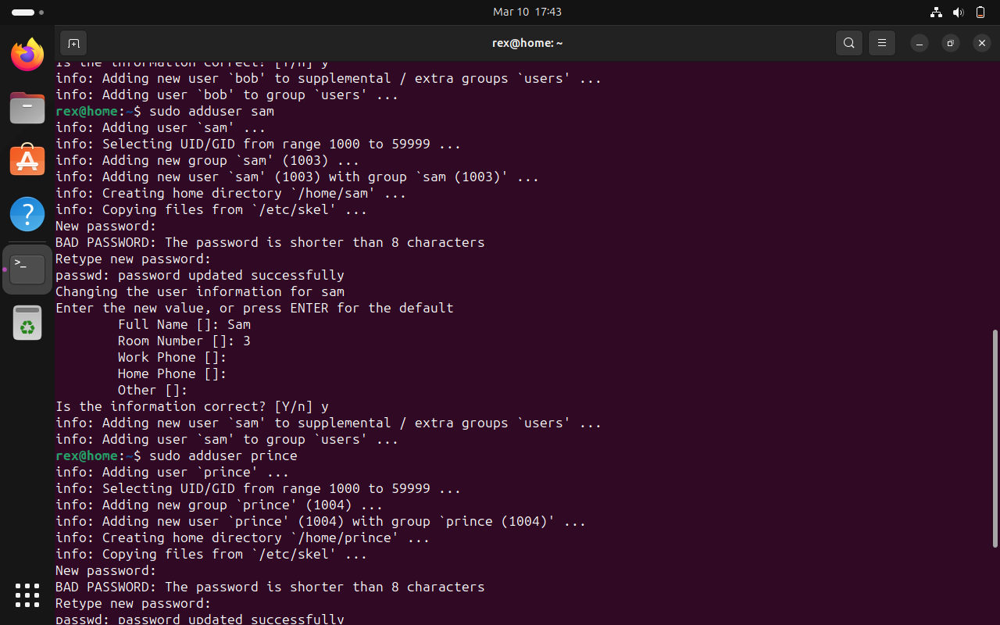 Mar 10 17:43
rex@home: ~
Is the information correct? [Y/n] y
info: Adding new user `bob' to supplemental / extra groups `users' ...
info: Adding user `bob' to group `users' ...
rex@home:~$ sudo adduser sam
info: Adding user `sam' ...
info: Selecting UID/GID from range 1000 to 59999 ...
info: Adding new group `sam' (1003) ...
info: Adding new user `sam' (1003) with group `sam (1003)' ...
info: Creating home directory `/home/sam' ...
info: Copying files from `/etc/skel' ...
New password:
BAD PASSWORD: The password is shorter than 8 characters
Retype new password:
passwd: password updated successfully
Changing the user information for sam
Enter the new value, or press ENTER for the default
        Full Name []: Sam
        Room Number []: 3
        Work Phone []:
        Home Phone []:
        Other []:
Is the information correct? [Y/n] y
info: Adding new user `sam' to supplemental / extra groups `users' ...
info: Adding user `sam' to group `users' ...
rex@home:~$ sudo adduser prince
info: Adding user `prince' ...
info: Selecting UID/GID from range 1000 to 59999 ...
info: Adding new group `prince' (1004) ...
info: Adding new user `prince' (1004) with group `prince (1004)' ...
info: Creating home directory `/home/prince' ...
info: Copying files from `/etc/skel' ...
New password:
BAD PASSWORD: The password is shorter than 8 characters
Retype new password:
passwd: password updated successfully